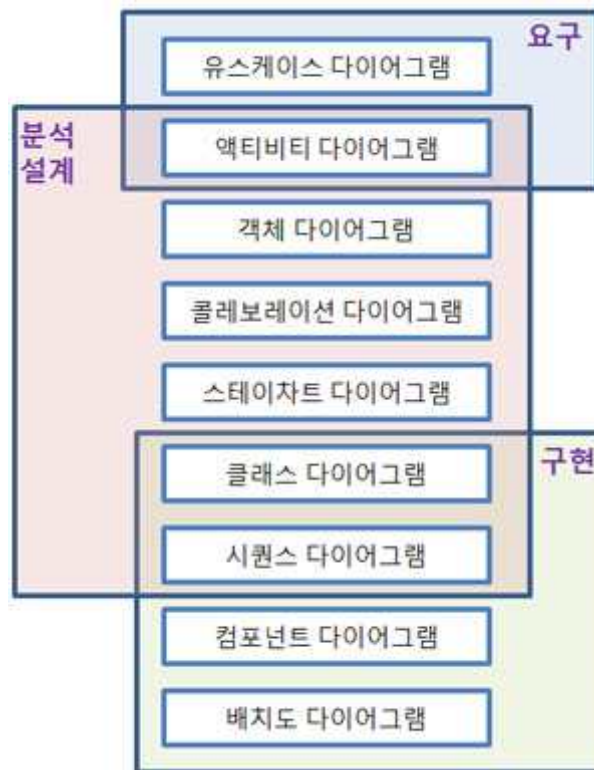 요구
유스케이스 다이어그램
분석
설계
액티비티 다이어그램
객체 다이어그램
콜레보레이션 다이어그램
스테이차트 다이어그램
구현
클래스 다이어그램
시퀀스 다이어그램
컴포넌트 다이어그램
배치도 다이어그램